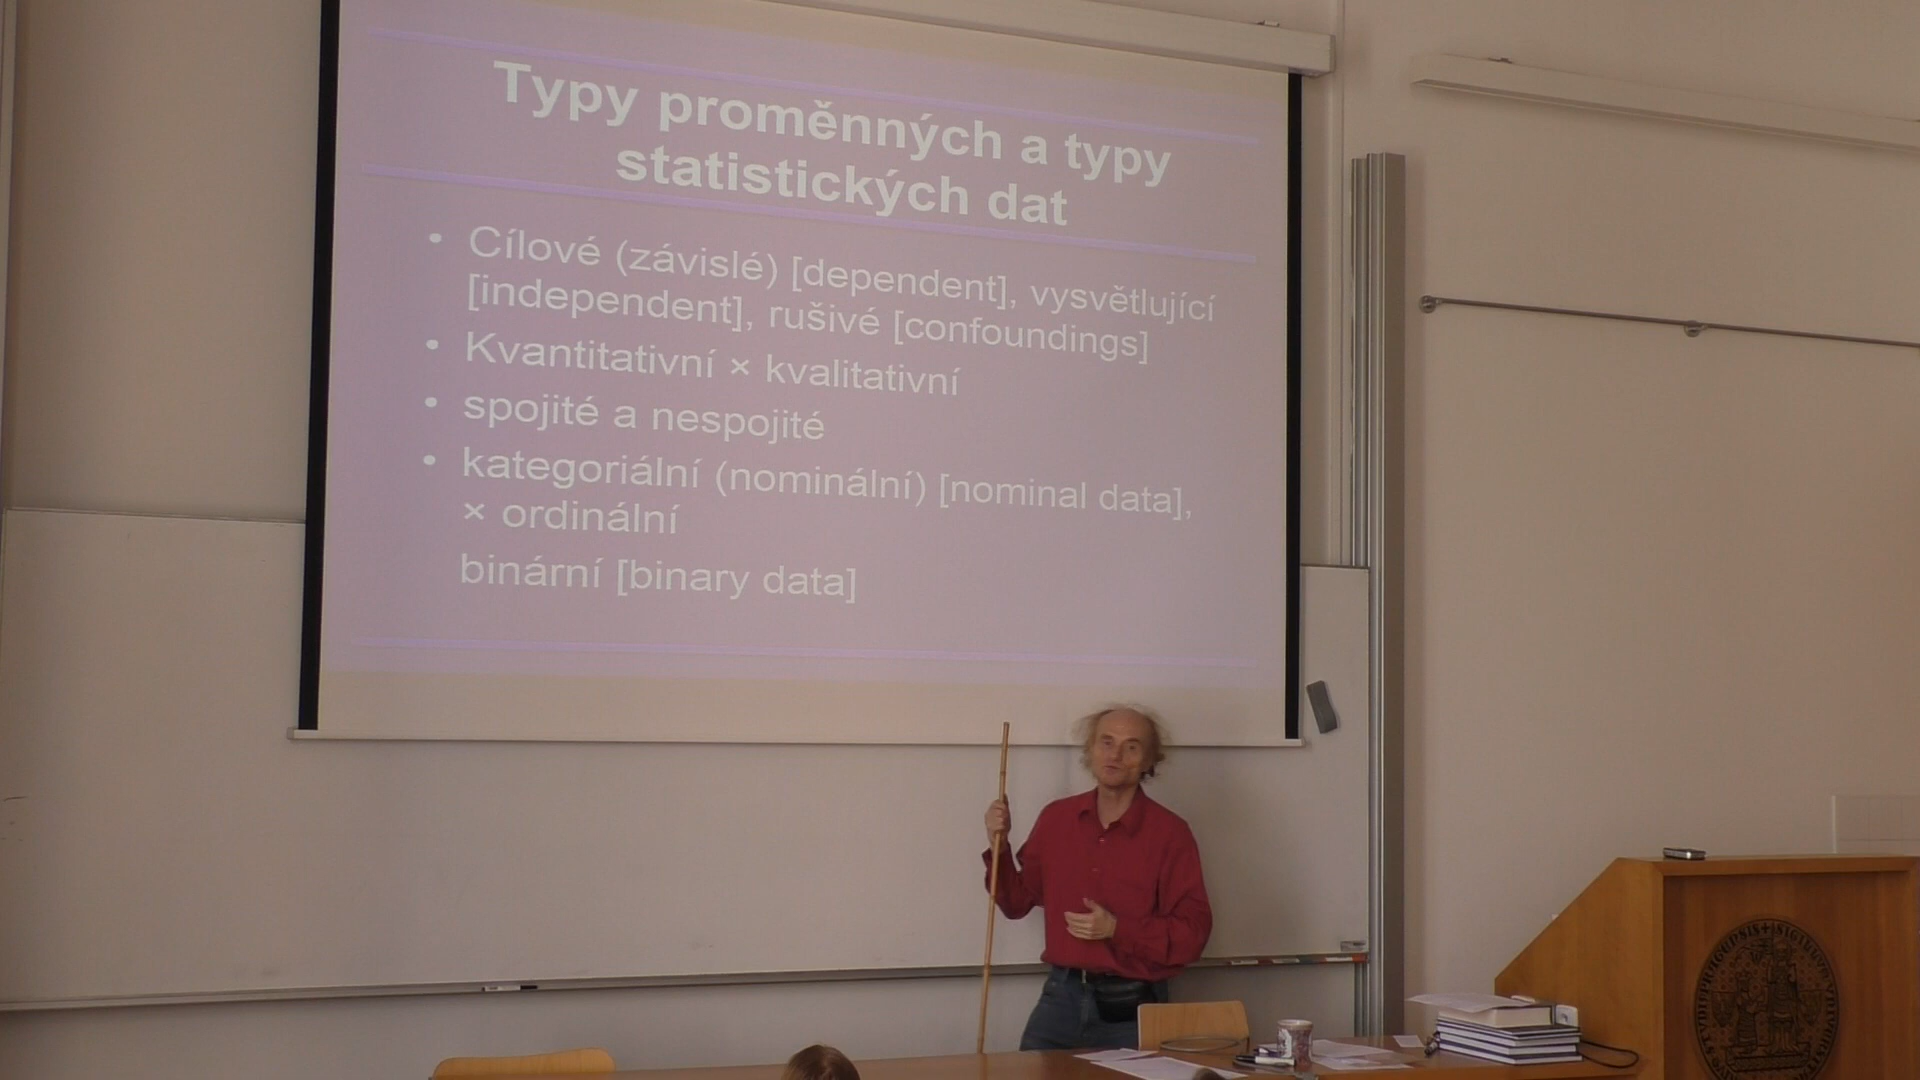 Typy proměnných a typy
statistických dat
• Cílové (závislé) [dependent], vysvětlující
[independent], rušivé [confoundings]
• Kvantitativní × kvalitativní
• spojité a nespojité
• kategoriální (nominální) [nominal data],
× ordinální
binární [binary data]